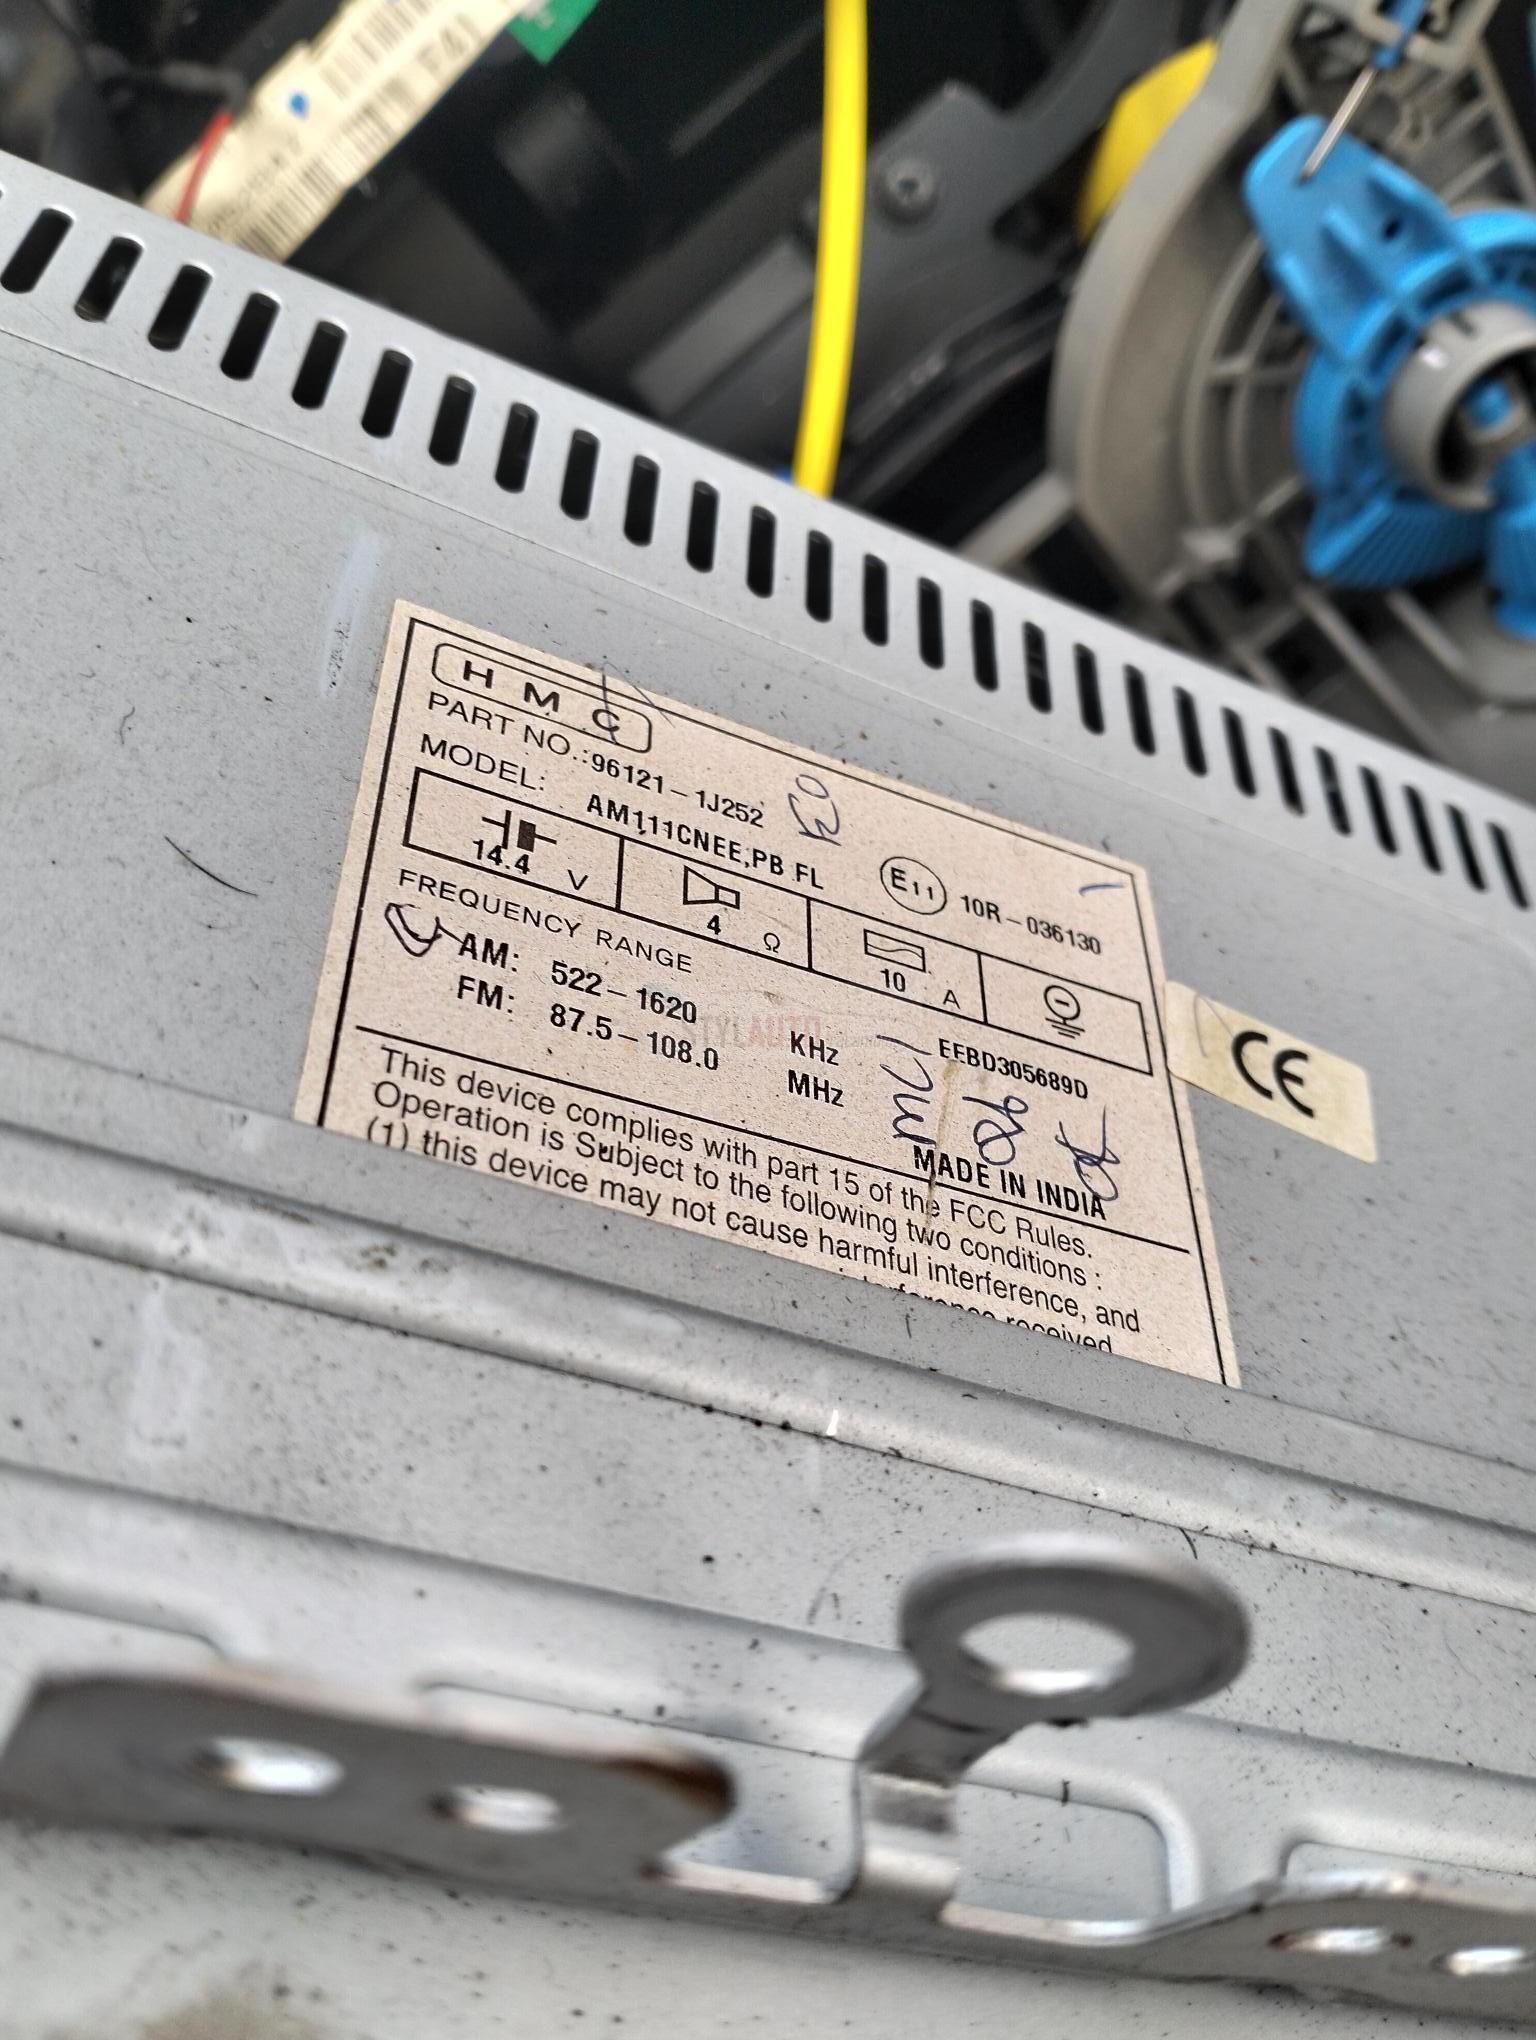 H M C
PART NO.:96121-1J252
MODEL: AM111CNEE,PB FL
E11 10R-036130
14.4 V
4 Ω
10 A
FREQUENCY RANGE
AM: 522-1620 KHz
FM: 87.5-108.0 MHz
EEBD305689D
MADE IN INDIA
This device complies with part 15 of the FCC Rules.
Operation is Subject to the following two conditions :
(1) this device may not cause harmful interference, and
interference received
CE
STYLAUTO